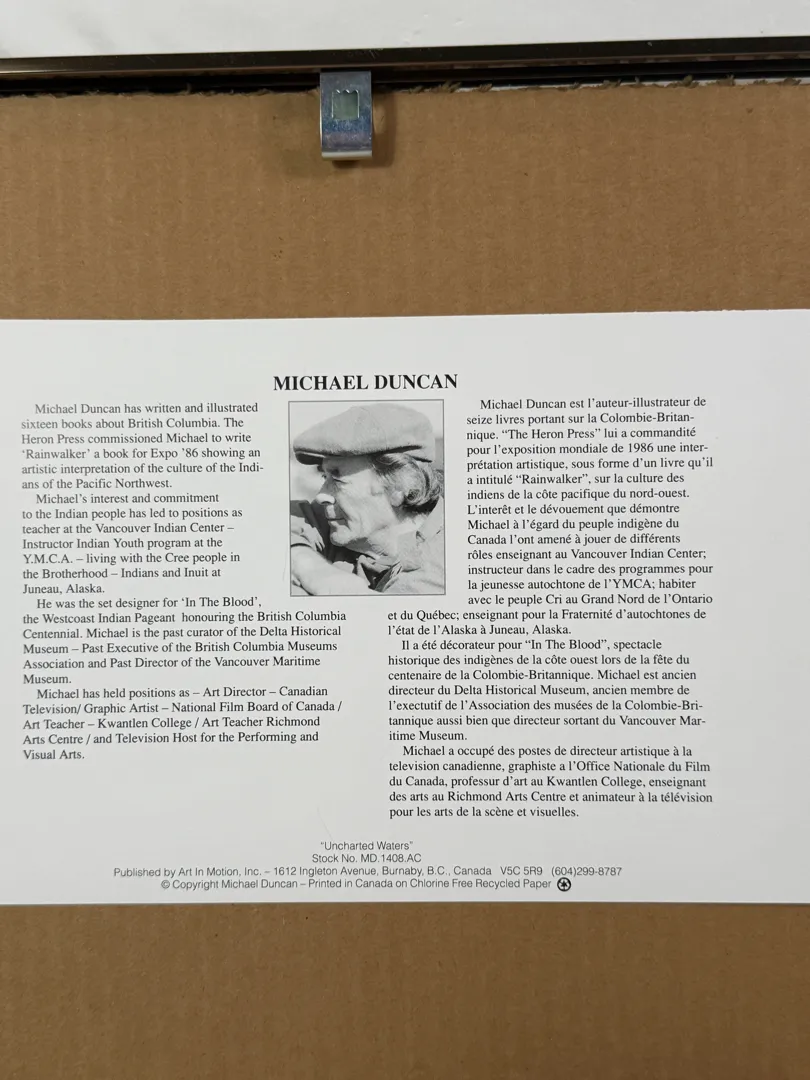 MICHAEL DUNCAN
Michael Duncan has written and illustrated
sixteen books about British Columbia. The
Heron Press commissioned Michael to write
‘Rainwalker’ a book for Expo ’86 showing an
artistic interpretation of the culture of the Indi-
ans of the Pacific Northwest.
Michael’s interest and commitment
to the Indian people has led to positions as
teacher at the Vancouver Indian Center –
Instructor Indian Youth program at the
Y.M.C.A. – living with the Cree people in
the Brotherhood – Indians and Inuit at
Juneau, Alaska.
He was the set designer for ‘In The Blood’,
the Westcoast Indian Pageant honouring the British Columbia
Centennial. Michael is the past curator of the Delta Historical
Museum – Past Executive of the British Columbia Museums
Association and Past Director of the Vancouver Maritime
Museum.
Michael has held positions as – Art Director – Canadian
Television/ Graphic Artist – National Film Board of Canada /
Art Teacher – Kwantlen College / Art Teacher Richmond
Arts Centre / and Television Host for the Performing and
Visual Arts.
Michael Duncan est l’auteur-illustrateur de
seize livres portant sur la Colombie-Britan-
nique. “The Heron Press” lui a commandité
pour l’exposition mondiale de 1986 une inter-
prétation artistique, sous forme d’un livre qu’il
a intitulé “Rainwalker”, sur la culture des
indiens de la côte pacifique du nord-ouest.
L’interêt et le dévouement que démontre
Michael à l’égard du peuple indigène du
Canada l’ont amené à jouer de différents
rôles enseignant au Vancouver Indian Center;
instructeur dans le cadre des programmes pour
la jeunesse autochtone de l’YMCA; habiter
avec le peuple Cri au Grand Nord de l’Ontario
et du Québec; enseignant pour la Fraternité d’autochtones de
l’état de l’Alaska à Juneau, Alaska.
Il a été décorateur pour “In The Blood”, spectacle
historique des indigènes de la côte ouest lors de la fête du
centenaire de la Colombie-Britannique. Michael est ancien
directeur du Delta Historical Museum, ancien membre de
l’exectutif de l’Association des musées de la Colombie-Bri-
tannique aussi bien que directeur sortant du Vancouver Mar-
itime Museum.
Michael a occupé des postes de directeur artistique à la
television canadienne, graphiste a l’Office Nationale du Film
du Canada, professur d’art au Kwantlen College, enseignant
des arts au Richmond Arts Centre et animateur à la télévision
pour les arts de la scène et visuelles.
“Uncharted Waters”
Stock No. MD.1408.AC
Published by Art In Motion, Inc. – 1612 Ingleton Avenue, Burnaby, B.C., Canada V5C 5R9 (604)299-8787
© Copyright Michael Duncan – Printed in Canada on Chlorine Free Recycled Paper